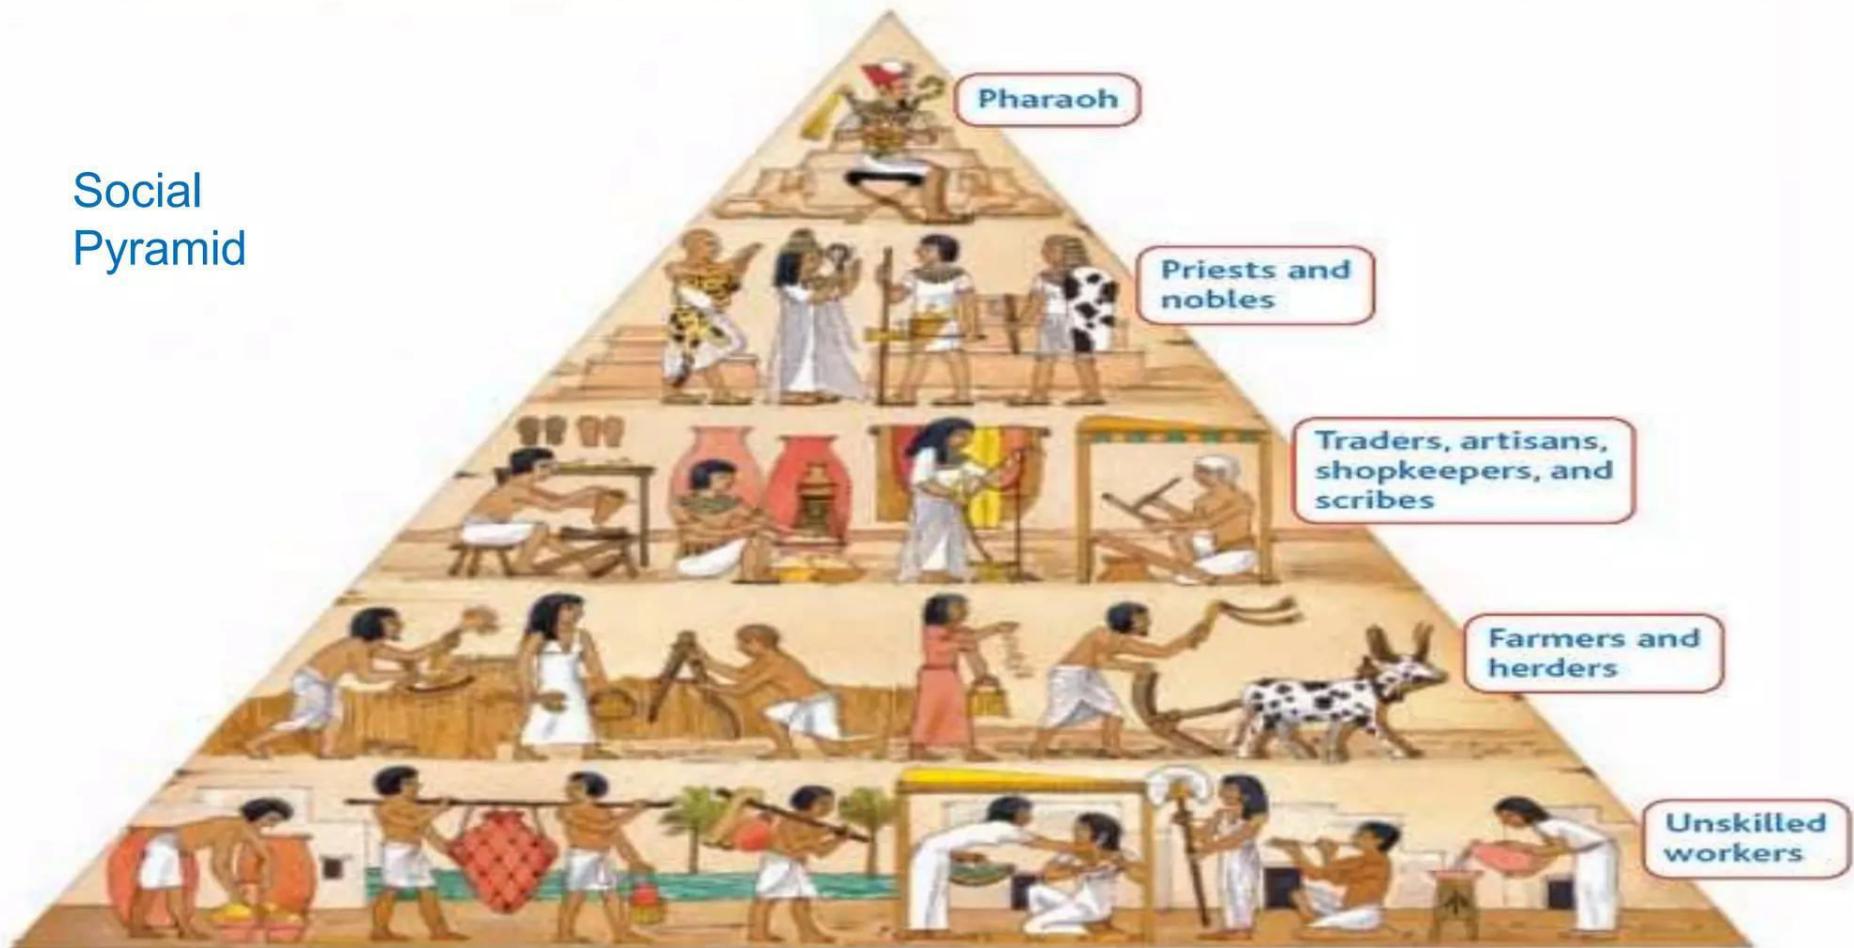 Pharaoh
Social
Pyramid
Priests and
nobles
Traders, artisans,
shopkeepers, and
scribes
Farmers and
herders
Unskilled
workers